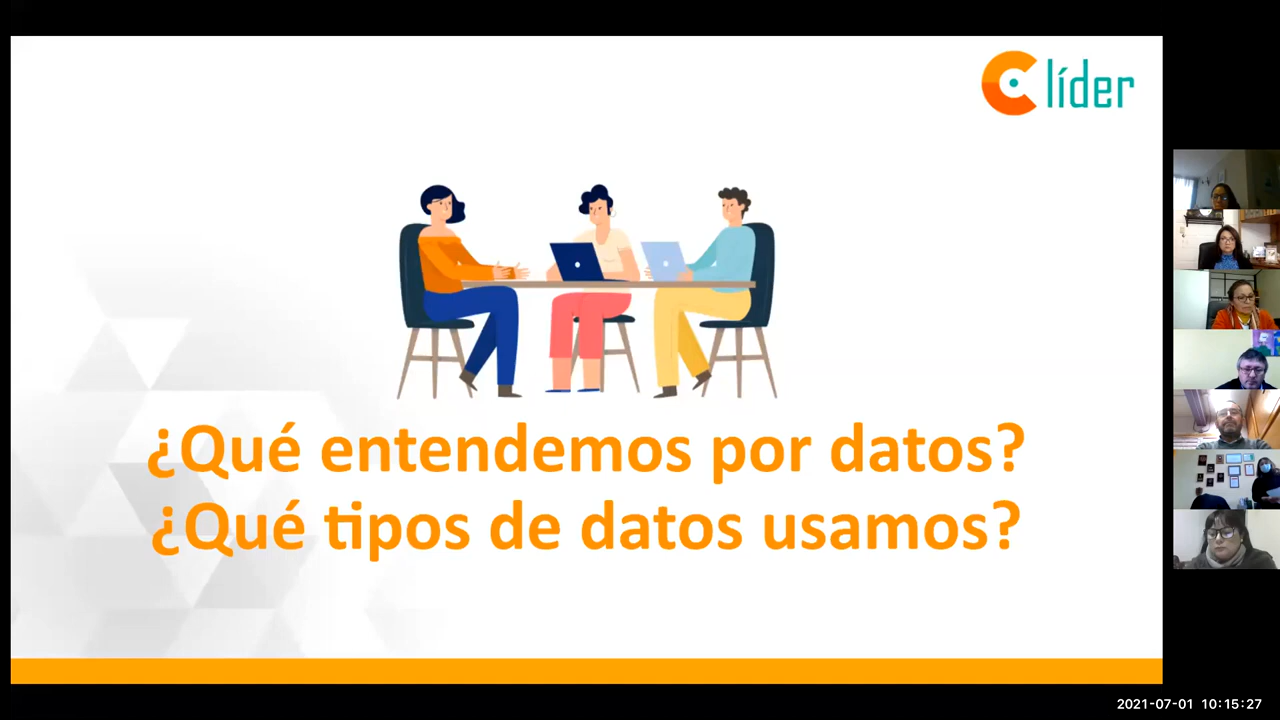 C líder
¿Qué entendemos por datos?
¿Qué tipos de datos usamos?
2021-07-01 10:15:27